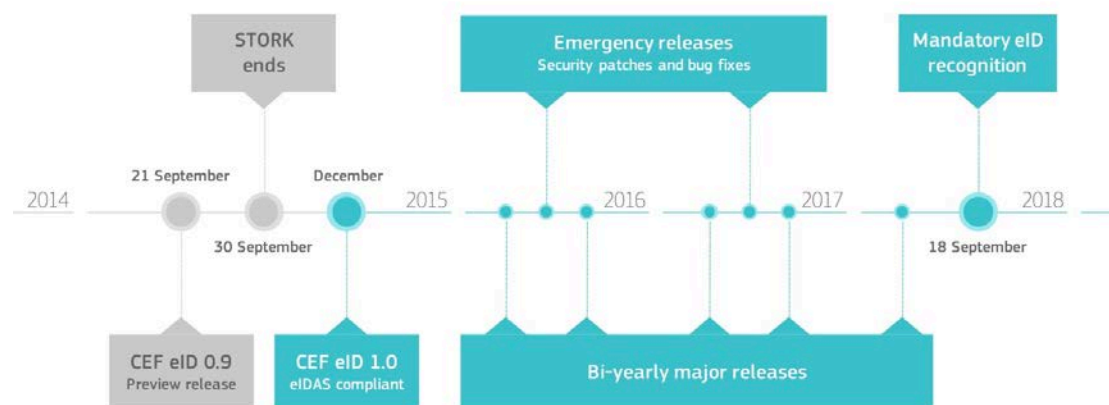 STORK
ends
Emergency releases
Security patches and bug fixes
Mandatory eID
recognition
21 September
December
2014
2015
2016
2017
2018
30 September
18 September
CEF eID 0.9
Preview release
CEF eID 1.0
eIDAS compliant
Bi-yearly major releases